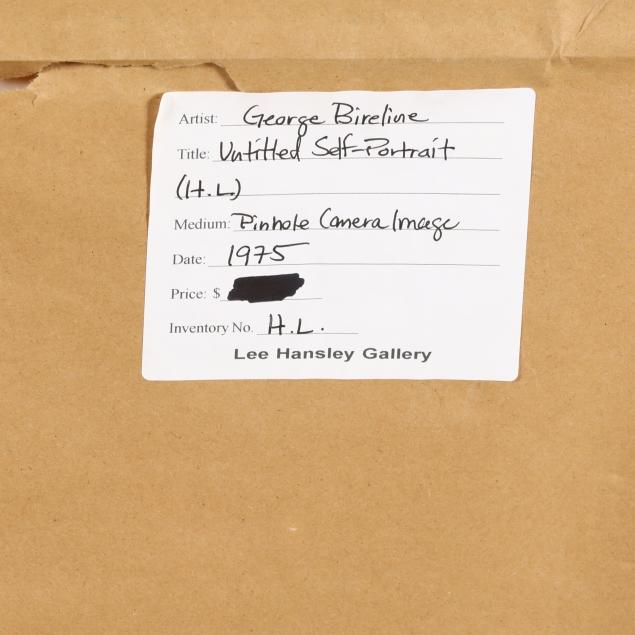 Artist: George Bireline
Title: Untitled Self-Portrait
(H.L.)
Medium: Pinhole Camera Image
Date: 1975
Price: $
Inventory No. H.L.
Lee Hansley Gallery